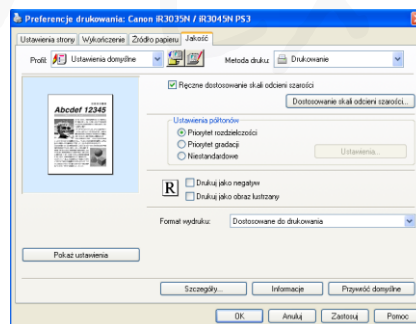 Preferencje drukowania: Canon iR3035N / iR3045N PS3
Ustawienia strony Wykończenie Źródło papieru Jakość
Profil: Ustawienia domyślne Metoda druku: Drukowanie
Ręczne dostosowanie skali odcieni szarości
Dostosowanie skali odcieni szarości...
Abcdef 12345
Ustawienia półtonów
Priorytet rozdzielczości
Priorytet gradacji
Niestandardowe Ustawienia...
R Drukuj jako negatyw
Drukuj jako obraz lustrzany
Format wydruku: Dostosowane do drukowania
Pokaż ustawienia
Szczegóły... Informacje Przywróć domyślne
OK Anuluj Zastosuj Pomoc